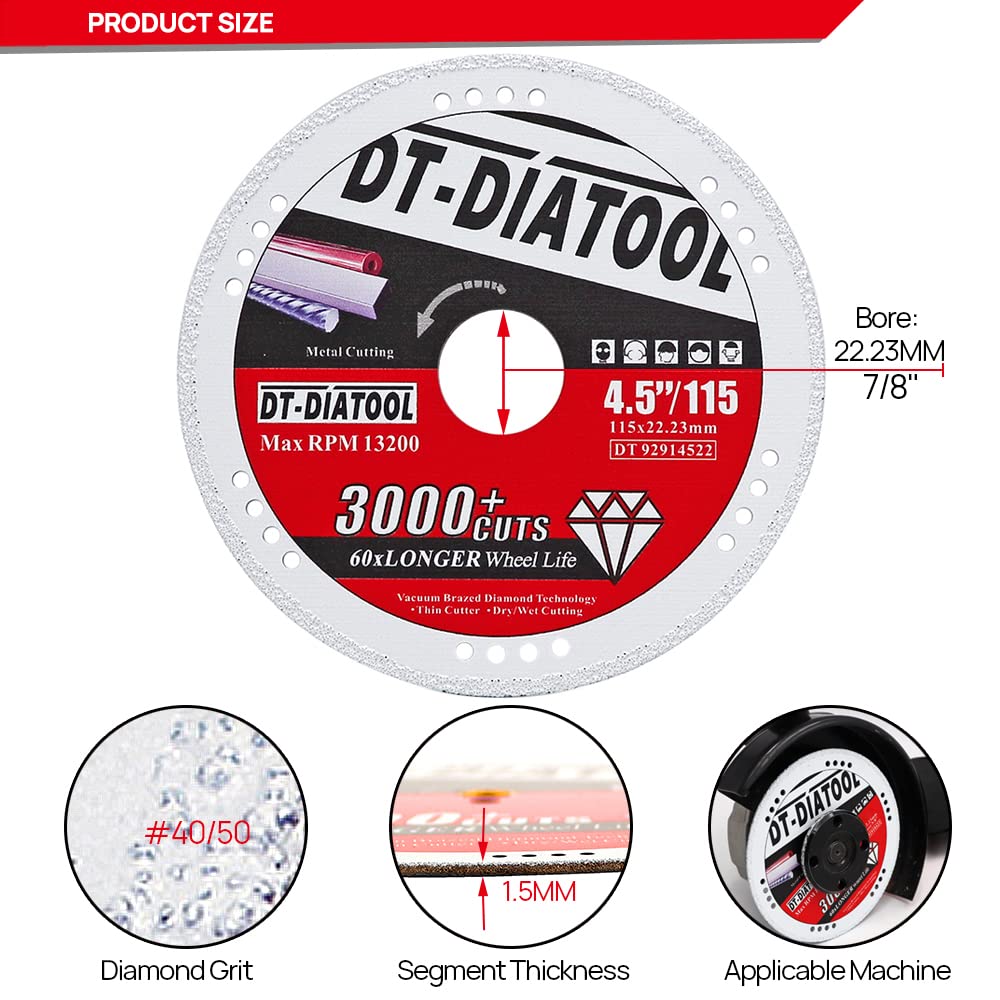 PRODUCT SIZE
DT-DIATOOL
Metal Cutting
DT-DIATOOL
Max RPM 13200
4.5"/115
115x22.23mm
DT 92914522
3000+
CUTS
60xLONGER Wheel Life
Vacuum Brazed Diamond Technology
•Thin Cutter •Dry/Wet Cutting
Bore:
22.23MM
7/8"
#40/50
Wheel
1.5MM
DT-DIATOOL
Diamond Grit
Segment Thickness
Applicable Machine